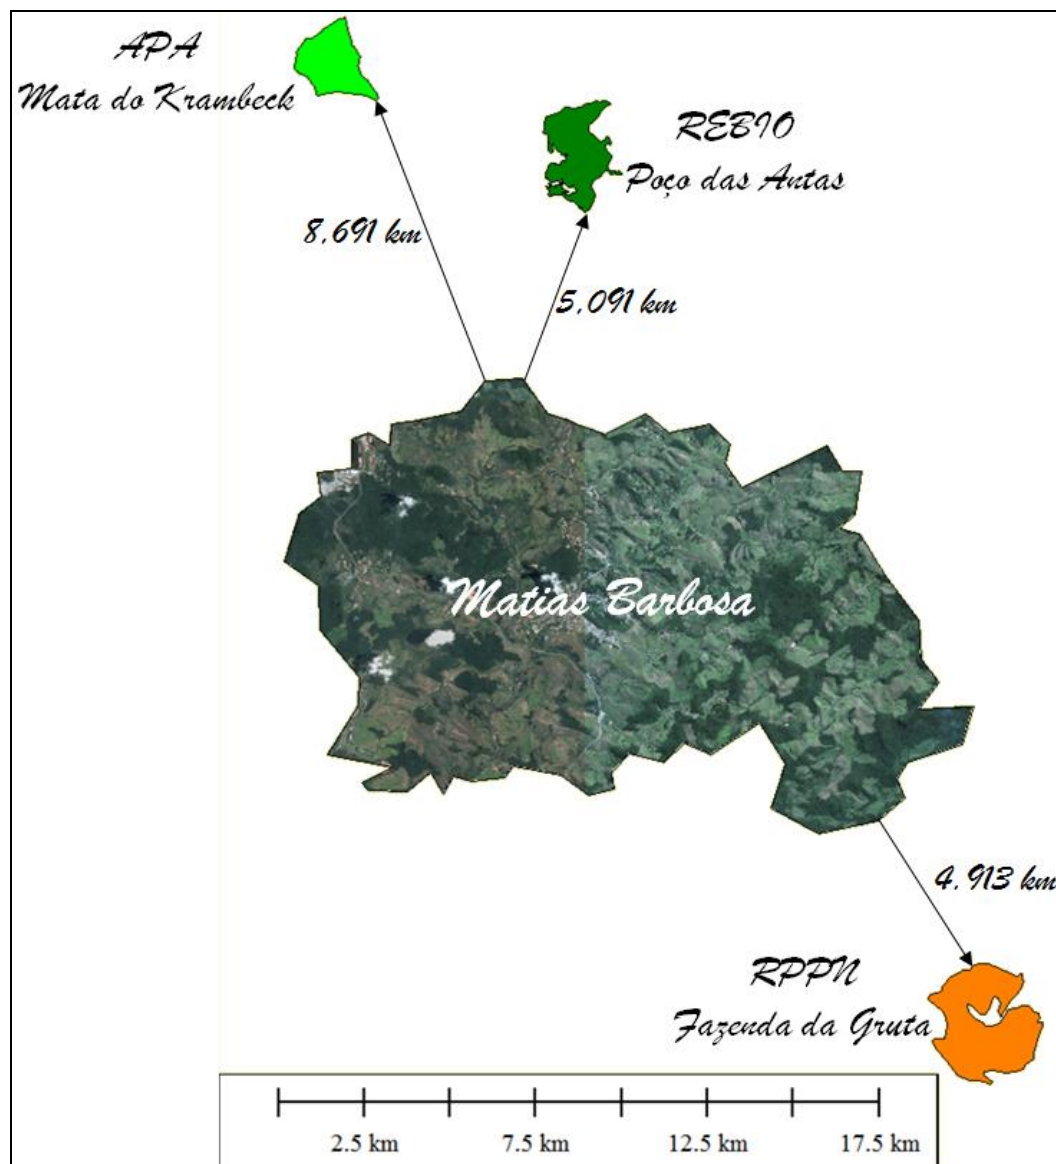 APA
Mata do Krambeck
REBIO
Poço das Antas
8,691 km
5,091 km
Matias Barbosa
4,913 km
RPPN
Fazenda da Gruta
2.5 km 7.5 km 12.5 km 17.5 km